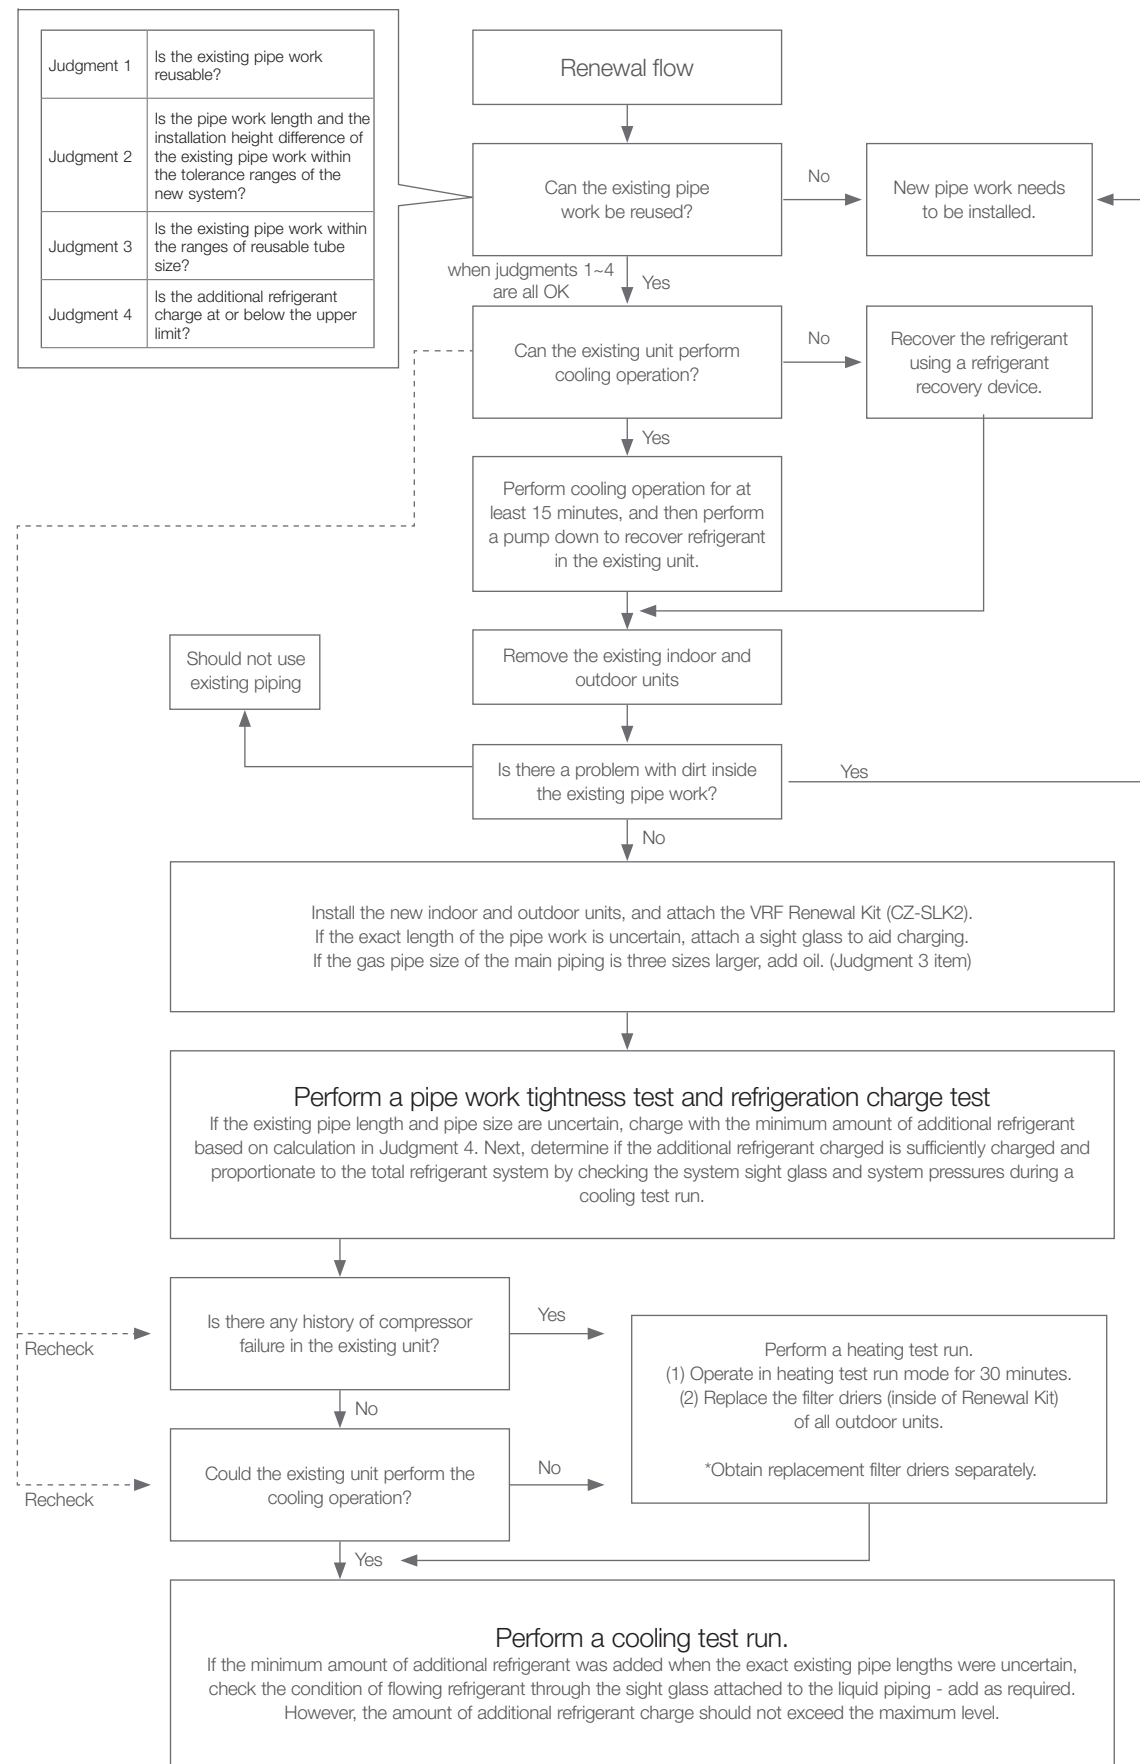 Judgment 1
Is the existing pipe work
reusable?
Judgment 2
Is the pipe work length and the
installation height difference of
the existing pipe work within
the tolerance ranges of the
new system?
Judgment 3
Is the existing pipe work within
the ranges of reusable tube
size?
Judgment 4
Is the additional refrigerant
charge at or below the upper
limit?
Renewal flow
Can the existing pipe
work be reused?
No
New pipe work needs
to be installed.
when judgments 1~4
are all OK
Yes
Can the existing unit perform
cooling operation?
No
Recover the refrigerant
using a refrigerant
recovery device.
Yes
Perform cooling operation for at
least 15 minutes, and then perform
a pump down to recover refrigerant
in the existing unit.
Remove the existing indoor and
outdoor units
Should not use
existing piping
Is there a problem with dirt inside
the existing pipe work?
Yes
No
Install the new indoor and outdoor units, and attach the VRF Renewal Kit (CZ-SLK2).
If the exact length of the pipe work is uncertain, attach a sight glass to aid charging.
If the gas pipe size of the main piping is three sizes larger, add oil. (Judgment 3 item)
Perform a pipe work tightness test and refrigeration charge test
If the existing pipe length and pipe size are uncertain, charge with the minimum amount of additional refrigerant
based on calculation in Judgment 4. Next, determine if the additional refrigerant charged is sufficiently charged and
proportionate to the total refrigerant system by checking the system sight glass and system pressures during a
cooling test run.
Is there any history of compressor
failure in the existing unit?
Yes
Recheck
No
Perform a heating test run.
(1) Operate in heating test run mode for 30 minutes.
(2) Replace the filter driers (inside of Renewal Kit)
of all outdoor units.
*Obtain replacement filter driers separately.
Could the existing unit perform the
cooling operation?
No
Recheck
Yes
Perform a cooling test run.
If the minimum amount of additional refrigerant was added when the exact existing pipe lengths were uncertain,
check the condition of flowing refrigerant through the sight glass attached to the liquid piping - add as required.
However, the amount of additional refrigerant charge should not exceed the maximum level.